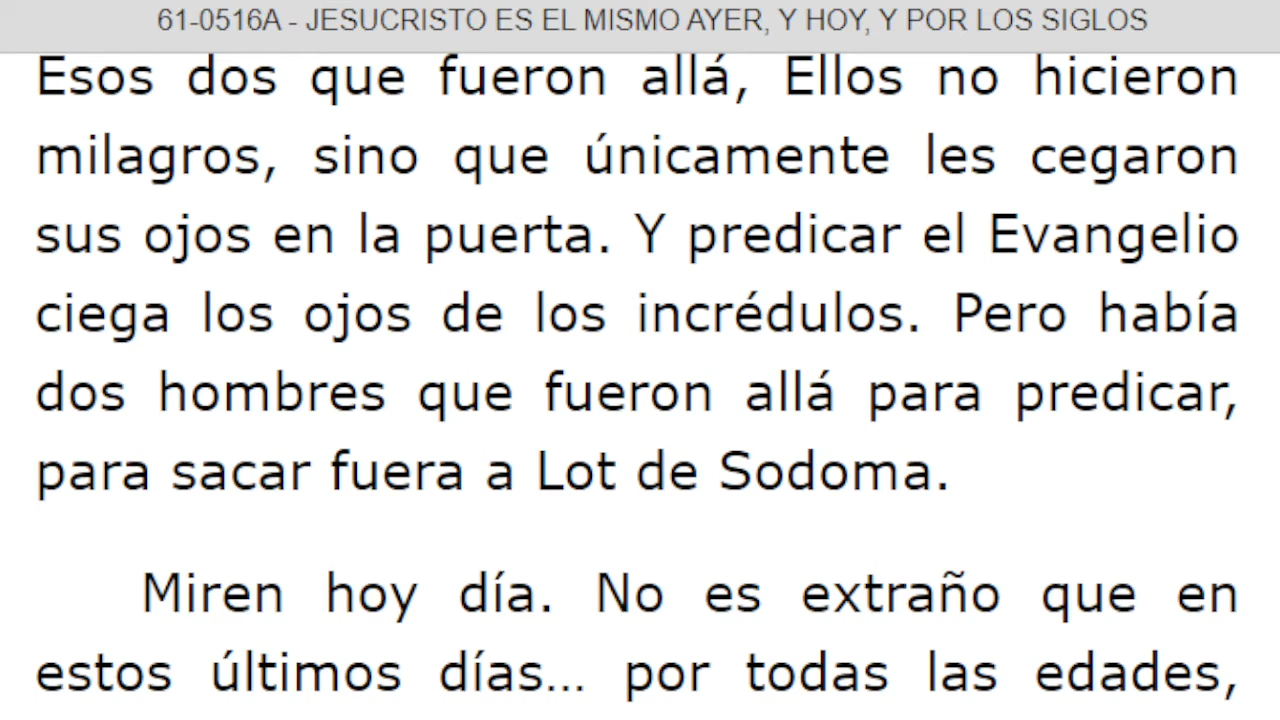 61-0516A - JESUCRISTO ES EL MISMO AYER, Y HOY, Y POR LOS SIGLOS
Esos dos que fueron allá, Ellos no hicieron
milagros, sino que únicamente les cegaron
sus ojos en la puerta. Y predicar el Evangelio
ciega los ojos de los incrédulos. Pero había
dos hombres que fueron allá para predicar,
para sacar fuera a Lot de Sodoma.
Miren hoy día. No es extraño que en
estos últimos días... por todas las edades,